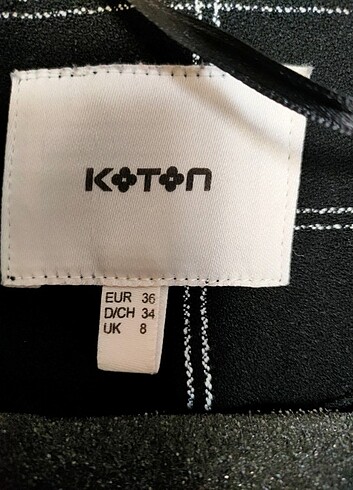 KOTON
EUR 36
D/CH 34
UK 8